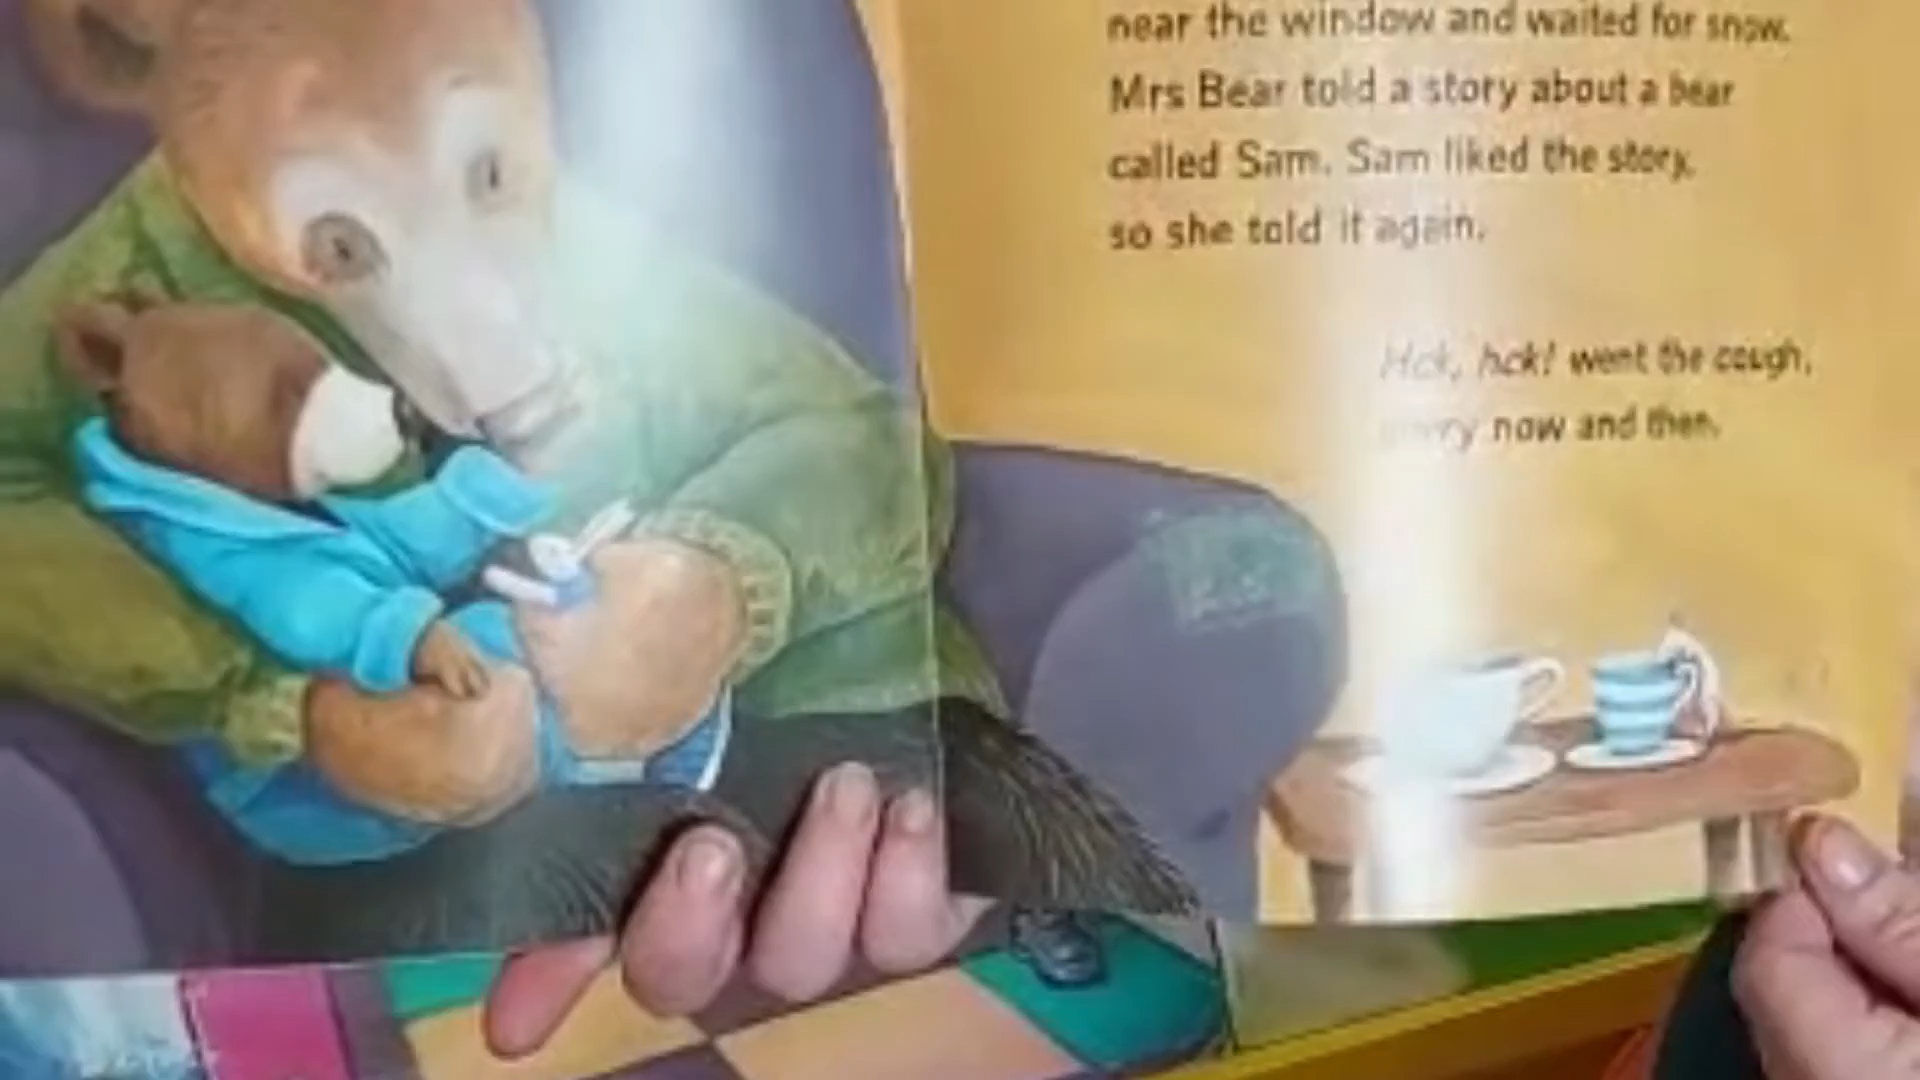 near the window and waited for snow.
Mrs Bear told a story about a bear
called Sam. Sam liked the story,
so she told it again.
Hck, hck! went the cough,
every now and then.